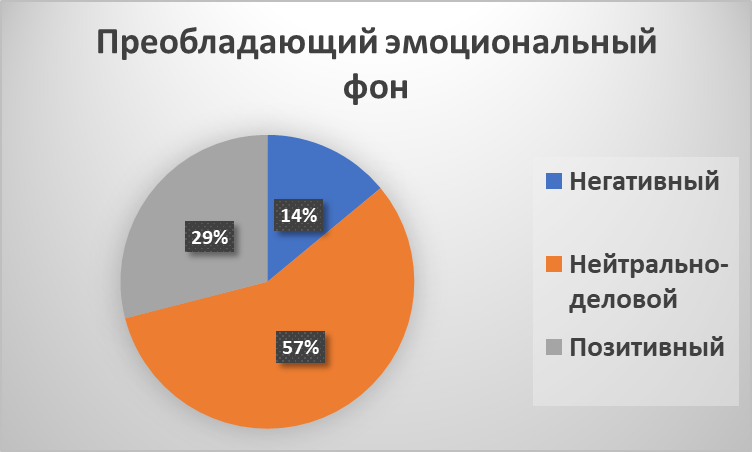 Преобладающий эмоциональный
фон
14%
29%
57%
Негативный
Нейтрально-
деловой
Позитивный